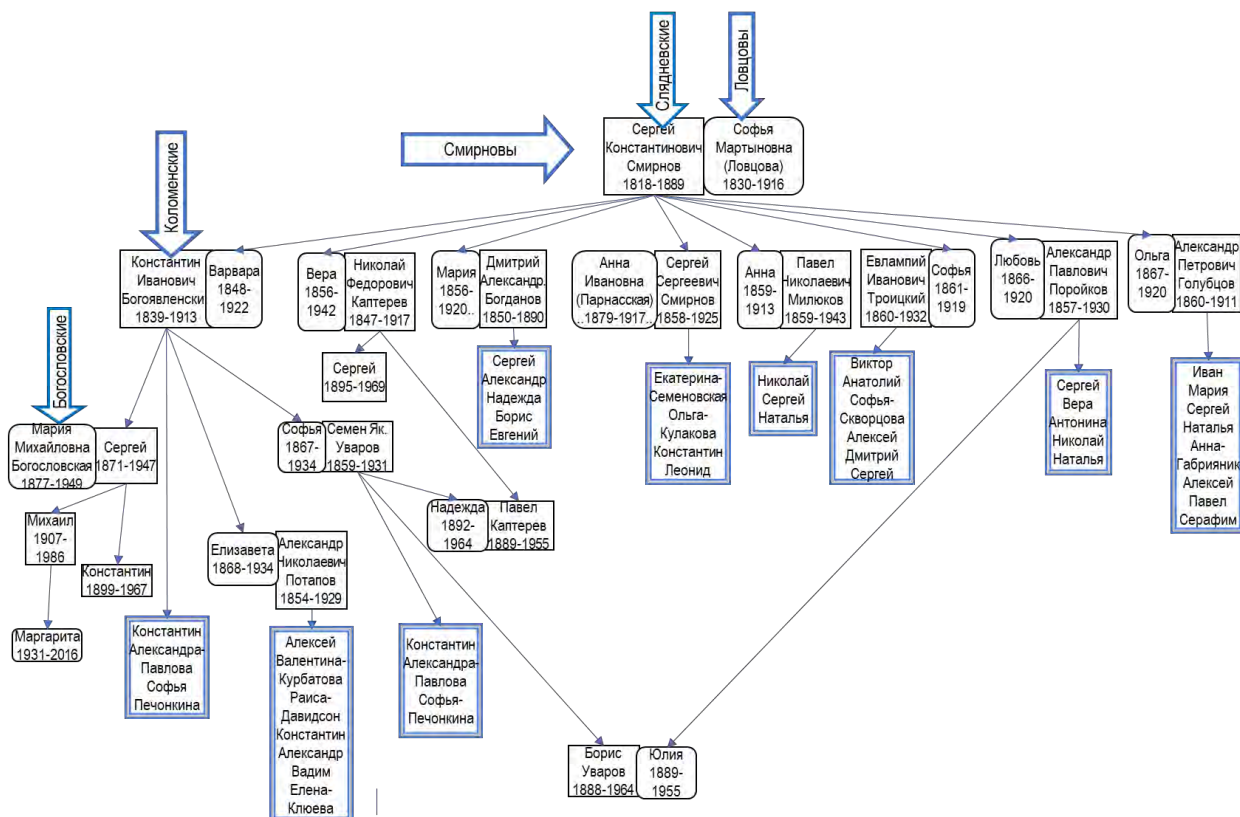 Слядневские
Ловцовы
Смировы
Сергей
Константинович
Смирнов
1818-1889
Софья
Мартыновна
(Ловцова)
1830-1916
Коломенские
Константин
Иванович
Богоявленски
1839-1913
Варвара
1848-
1922
Вера
1856-
1942
Николай
Федорович
Каптерев
1847-1917
Мария
1856-
1920..
Дмитрий
Александр.
Богданов
1850-1890
Анна
Ивановна
(Парнасская)
..1879-1917..
Сергей
Сергеевич
Смирнов
1858-1925
Анна
1859-
1913
Павел
Николаевич
Милюков
1859-1943
Евлампий
Иванович
Троицкий
1860-1932
Софья
1861-
1919
Любовь
1866-
1920
Александр
Павлович
Поройков
1857-1930
Ольга
1867-
1920
Александр
Петрович
Голубцов
1860-1911
Богословские
Мария
Михайловна
Богословская
1877-1949
Сергей
1871-1947
Софья
1867-
1934
Семен Як.
Уваров
1859-1931
Сергей
1895-1969
Сергей
Александр
Надежда
Борис
Евгений
Екатерина-
Семеновская
Ольга-
Кулакова
Константин
Леонид
Николай
Сергей
Наталья
Виктор
Анатолий
Софья-
Скворцова
Алексей
Дмитрий
Сергей
Сергей
Вера
Антонина
Николай
Наталья
Иван
Мария
Сергей
Наталья
Анна-
Габрияник
Алексей
Павел
Серафим
Михаил
1907-
1986
Константин
1899-1967
Елизавета
1868-1934
Александр
Николаевич
Потапов
1854-1929
Надежда
1892-
1964
Павел
Каптерев
1889-1955
Маргарита
1931-2016
Константин
Александра-
Павлова
Софья
Печонкина
Алексей
Валентина-
Курбатова
Раиса-
Давидсон
Константин
Александр
Вадим
Елена-
Клюева
Константин
Александра-
Павлова
Софья-
Печонкина
Борис
Уваров
1888-1964
Юлия
1889-
1955